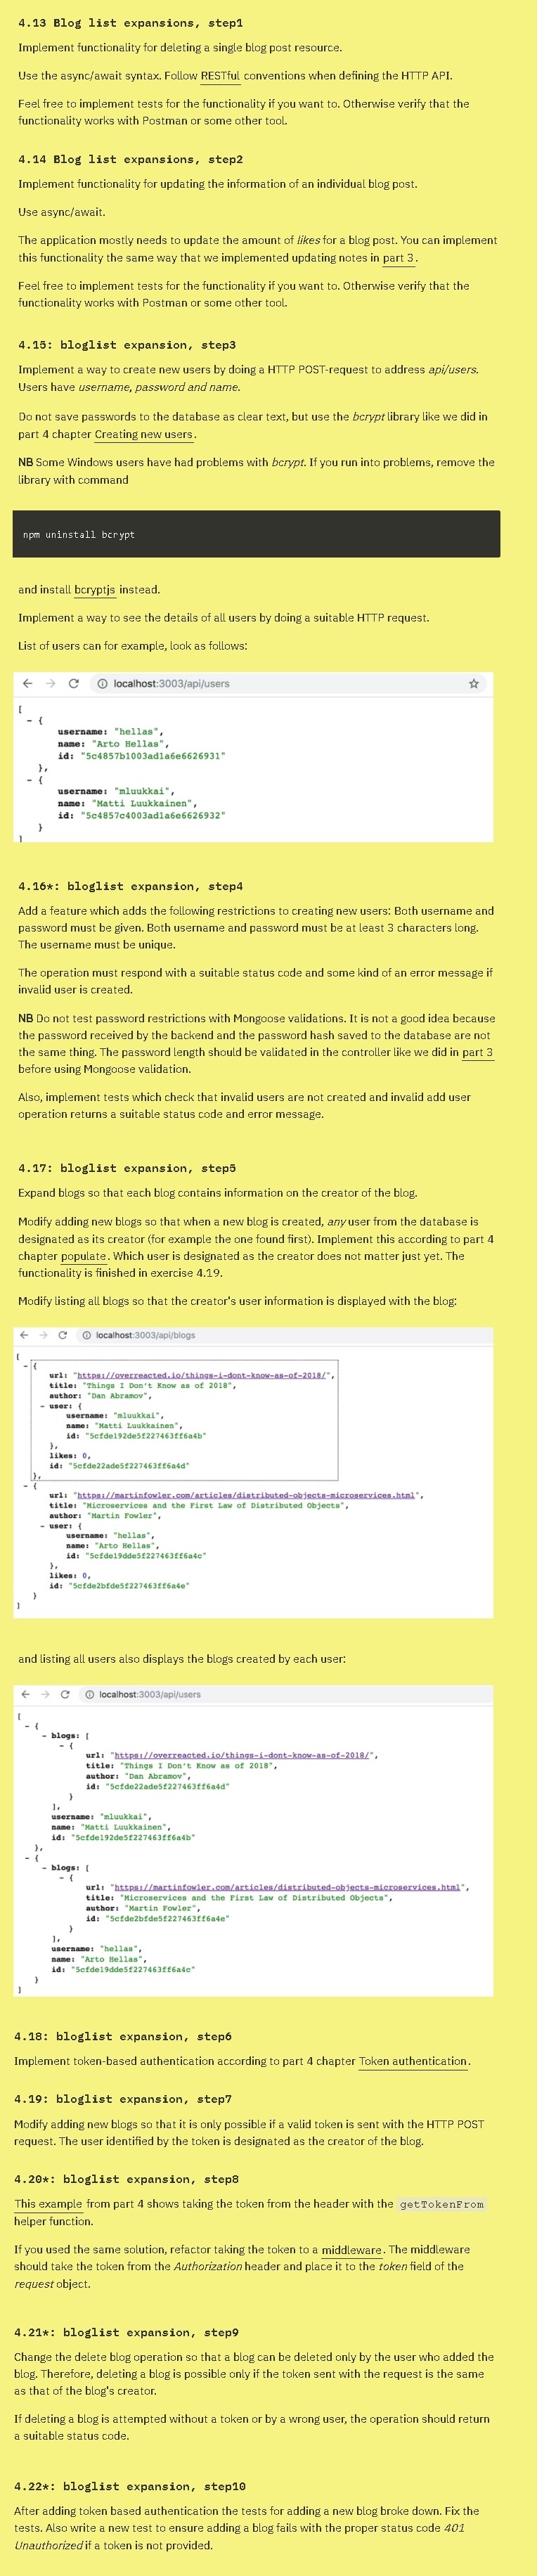 4.13 Blog list expansions, step1
Implement functionality for deleting a single blog post resource.
Use the async/await syntax. Follow RESTful conventions when defining the HTTP API.
Feel free to implement tests for the functionality if you want to. Otherwise verify that the
functionality works with Postman or some other tool.
4.14 Blog list expansions, step2
Implement functionality for updating the information of an individual blog post.
Use async/await.
The application mostly needs to update the amount of likes for a blog post. You can implement
this functionality the same way that we implemented updating notes in part 3.
Feel free to implement tests for the functionality if you want to. Otherwise verify that the
functionality works with Postman or some other tool.
4.15: bloglist expansion, step3
Implement a way to create new users by doing a HTTP POST-request to address api/users.
Users have username, password and name.
Do not save passwords to the database as clear text, but use the bcrypt library like we did in
part 4 chapter Creating new users.
NB Some Windows users have had problems with bcrypt. If you run into problems, remove the
library with command
npm uninstall bcrypt
and install bcryptjs instead.
Implement a way to see the details of all users by doing a suitable HTTP request.
List of users can for example, look as follows:
localhost:3003/api/users
[
- {
username: "hellas",
name: "Arto Hellas",
id: "5c4857b1003ad1a6e6626931"
},
- {
username: "mluukkai",
name: "Matti Luukkainen",
id: "5c4857c4003ad1a6e6626932"
}
]
4.16*: bloglist expansion, step4
Add a feature which adds the following restrictions to creating new users: Both username and
password must be given. Both username and password must be at least 3 characters long.
The username must be unique.
The operation must respond with a suitable status code and some kind of an error message if
invalid user is created.
NB Do not test password restrictions with Mongoose validations. It is not a good idea because
the password received by the backend and the password hash saved to the database are not
the same thing. The password length should be validated in the controller like we did in part 3
before using Mongoose validation.
Also, implement tests which check that invalid users are not created and invalid add user
operation returns a suitable status code and error message.
4.17: bloglist expansion, step5
Expand blogs so that each blog contains information on the creator of the blog.
Modify adding new blogs so that when a new blog is created, any user from the database is
designated as its creator (for example the one found first). Implement this according to part 4
chapter populate. Which user is designated as the creator does not matter just yet. The
functionality is finished in exercise 4.19.
Modify listing all blogs so that the creator's user information is displayed with the blog:
localhost:3003/api/blogs
[
- {
url: "https://overreacted.io/things-i-dont-know-as-of-2018/",
title: "Things I Don't Know as of 2018",
author: "Dan Abramov",
- user: {
username: "mluukkai",
name: "Matti Luukkainen",
id: "5cfde192de5f227463ff6a4b"
},
likes: 0,
id: "5cfde22ade5f227463ff6a4d"
},
- {
url: "https://martinfowler.com/articles/distributed-objects-microservices.html",
title: "Microservices and the First Law of Distributed Objects",
author: "Martin Fowler",
- user: {
username: "hellas",
name: "Arto Hellas",
id: "5cfde19dde5f227463ff6a4c"
},
likes: 0,
id: "5cfde2bfde5f227463ff6a4e"
}
]
and listing all users also displays the blogs created by each user:
localhost:3003/api/users
[
- {
- blogs: [
- {
url: "https://overreacted.io/things-i-dont-know-as-of-2018/",
title: "Things I Don't Know as of 2018",
author: "Dan Abramov",
id: "5cfde22ade5f227463ff6a4d"
}
],
username: "mluukkai",
name: "Matti Luukkainen",
id: "5cfde192de5f227463ff6a4b"
},
- {
- blogs: [
- {
url: "https://martinfowler.com/articles/distributed-objects-microservices.html",
title: "Microservices and the First Law of Distributed Objects",
author: "Martin Fowler",
id: "5cfde2bfde5f227463ff6a4e"
}
],
username: "hellas",
name: "Arto Hellas",
id: "5cfde19dde5f227463ff6a4c"
}
]
4.18: bloglist expansion, step6
Implement token-based authentication according to part 4 chapter Token authentication.
4.19: bloglist expansion, step7
Modify adding new blogs so that it is only possible if a valid token is sent with the HTTP POST
request. The user identified by the token is designated as the creator of the blog.
4.20*: bloglist expansion, step8
This example from part 4 shows taking the token from the header with the getTokenFrom
helper function.
If you used the same solution, refactor taking the token to a middleware. The middleware
should take the token from the Authorization header and place it to the token field of the
request object.
4.21*: bloglist expansion, step9
Change the delete blog operation so that a blog can be deleted only by the user who added the
blog. Therefore, deleting a blog is possible only if the token sent with the request is the same
as that of the blog's creator.
If deleting a blog is attempted without a token or by a wrong user, the operation should return
a suitable status code.
4.22*: bloglist expansion, step10
After adding token based authentication the tests for adding a new blog broke down. Fix the
tests. Also write a new test to ensure adding a blog fails with the proper status code 401
Unauthorized if a token is not provided.